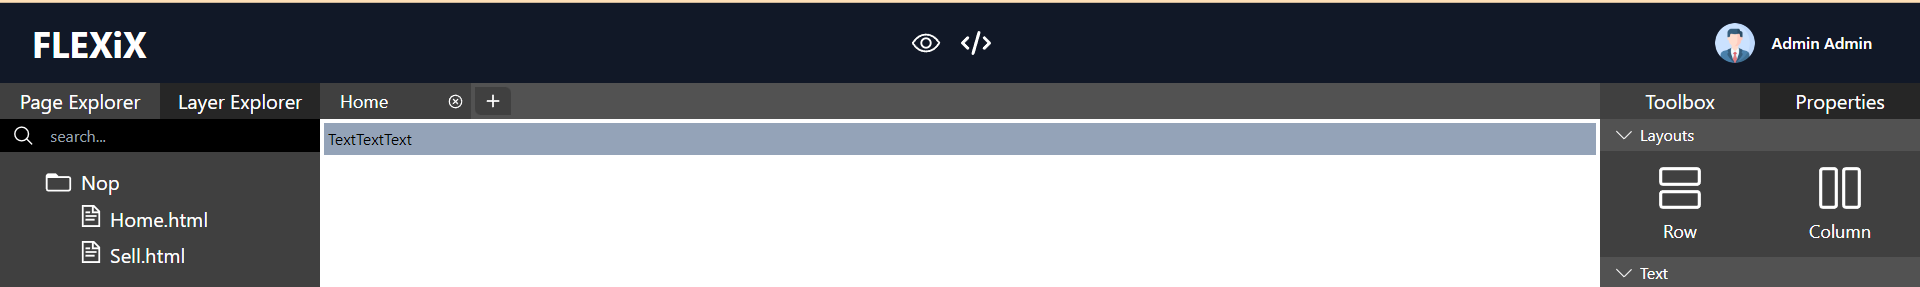 FLEXiX
Admin Admin
Page Explorer
Layer Explorer
Home
+
Toolbox
Properties
search...
TextTextText
Layouts
Nop
Home.html
Sell.html
Row
Column
Text